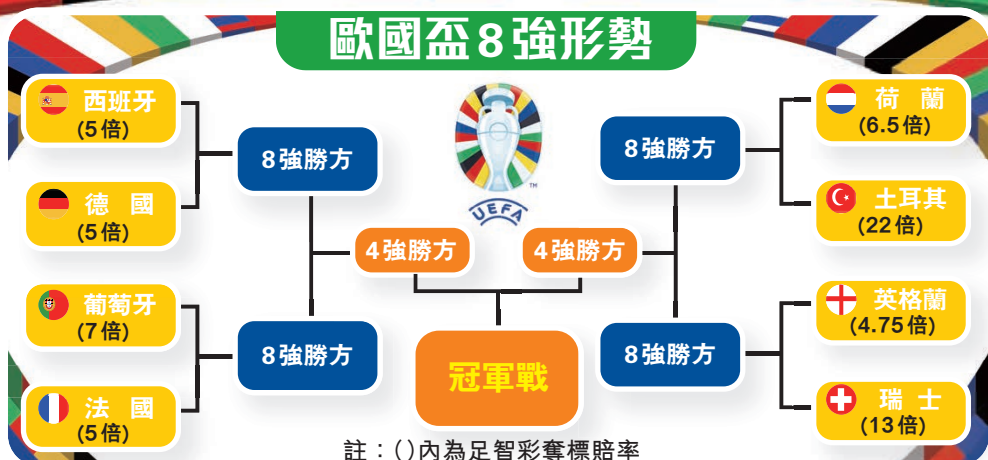 歐國盃8強形勢
西班牙
(5倍)
德 國
(5倍)
葡萄牙
(7倍)
法 國
(5倍)
8強勝方
8強勝方
4強勝方
UEFA
TM
4強勝方
冠軍戰
8強勝方
8強勝方
荷 蘭
(6.5倍)
土耳其
(22倍)
英格蘭
(4.75倍)
瑞 士
(13倍)
註：( )內為足智彩奪標賠率